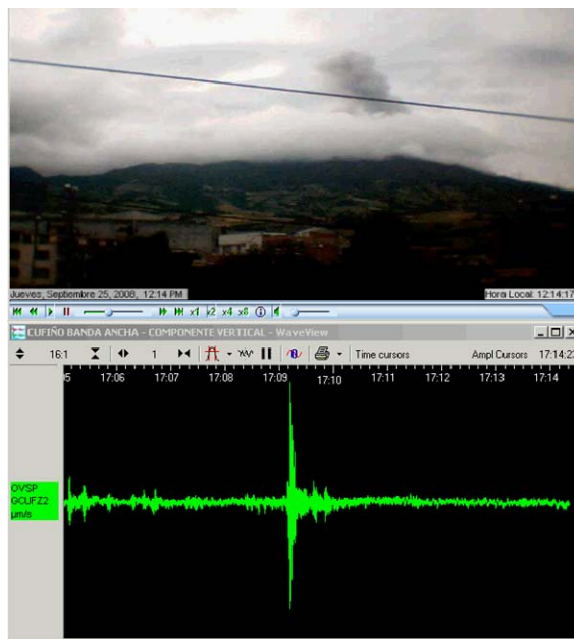 Jueves, Septiembre 25, 2008, 12:14 PM
Hora Local: 12:14:17
x1 x2 x4 x8
CUFIÑO BANDA ANCHA - COMPONENTE VERTICAL - WaveView
16:1 1 Time cursors Ampl Cursors 17:14:23
5 17:06 17:07 17:08 17:09 17:10 17:11 17:12 17:13 17:14
OVSP
GCUFZ2
µm/s